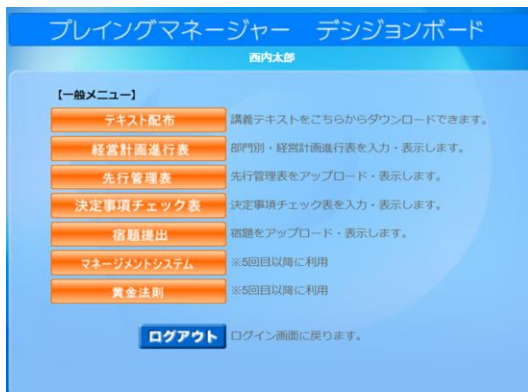 プレイングマネージャー　デシジョンボード
西内太郎
【一般メニュー】
テキスト配布 講義テキストをこちらからダウンロードできます。
経営計画進行表 部門別・経営計画進行表を入力・表示します。
先行管理表 先行管理表をアップロード・表示します。
決定事項チェック表 決定事項チェック表を入力・表示します。
宿題提出 宿題をアップロード・表示します。
マネージメントシステム ※5回目以降に利用
黄金法則 ※5回目以降に利用
ログアウト ログイン画面に戻ります。